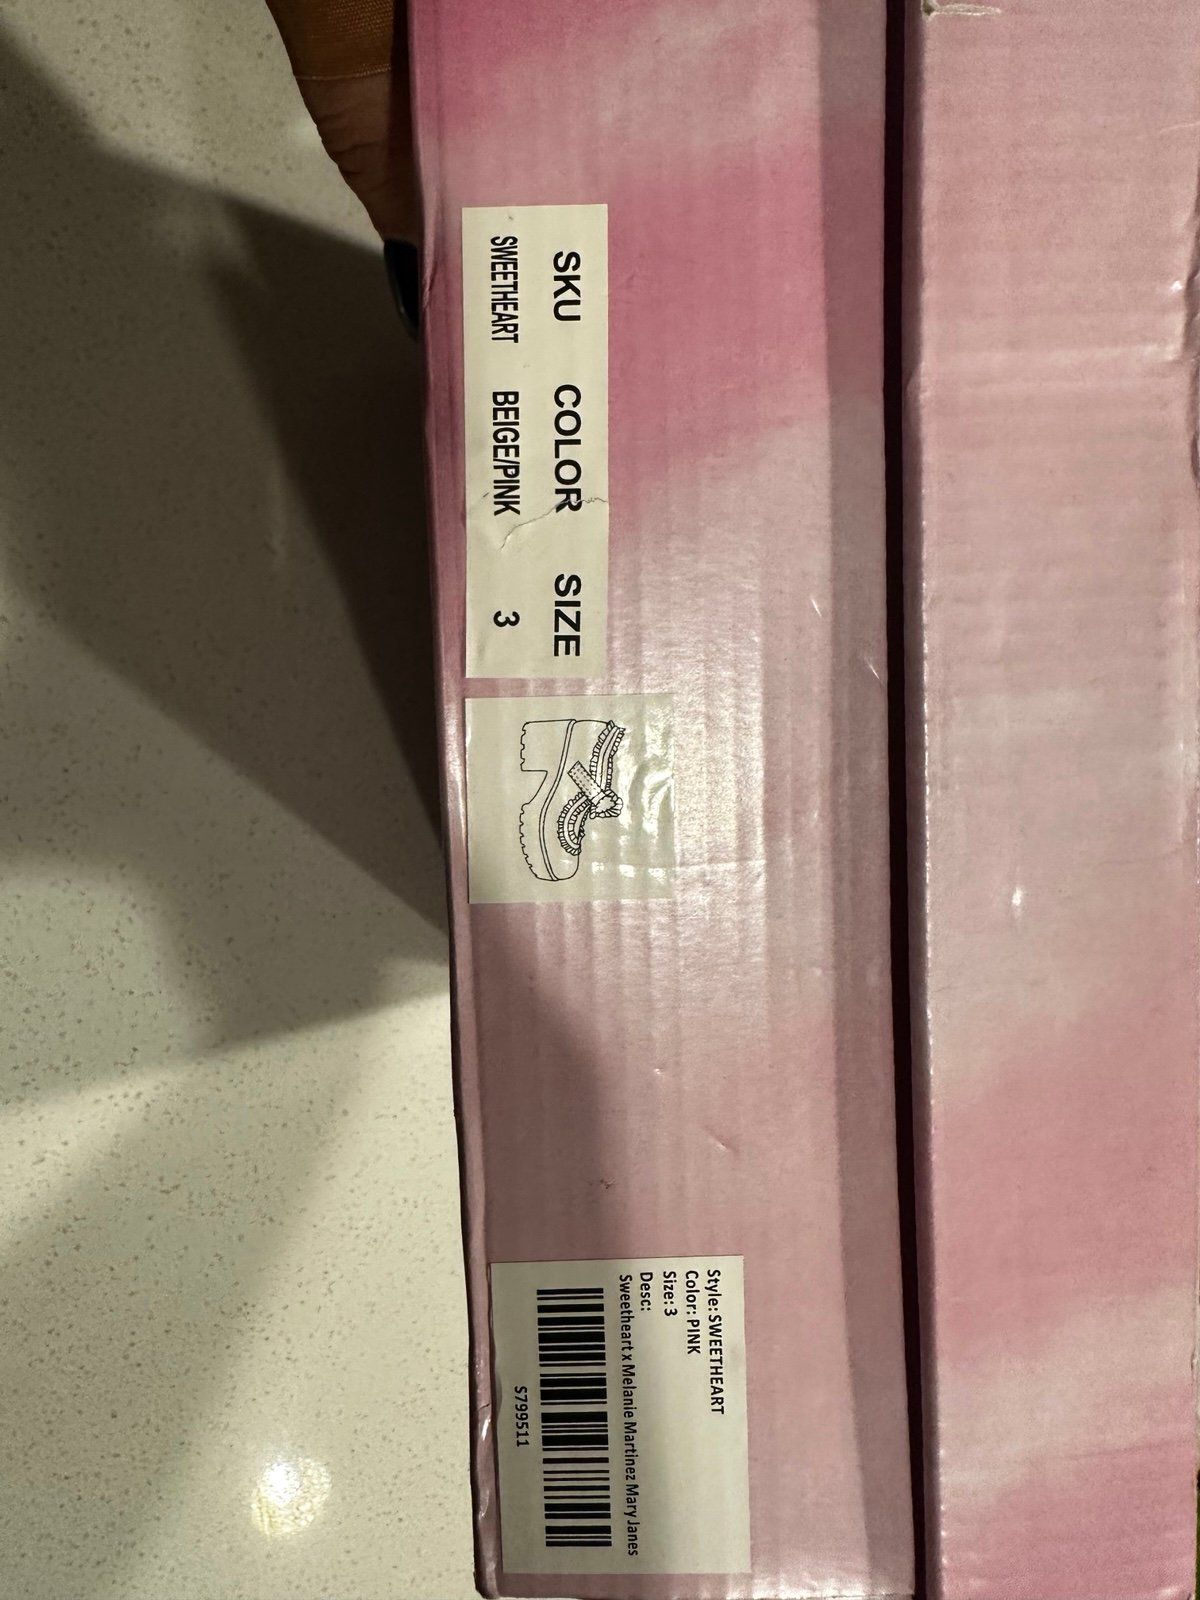 SKU COLOR SIZE
SWEETHEART BEIGE/PINK 3
Style: SWEETHEART
Color: PINK
Size: 3
Desc:
Sweetheart x Melanie Martinez Mary Janes
S799511